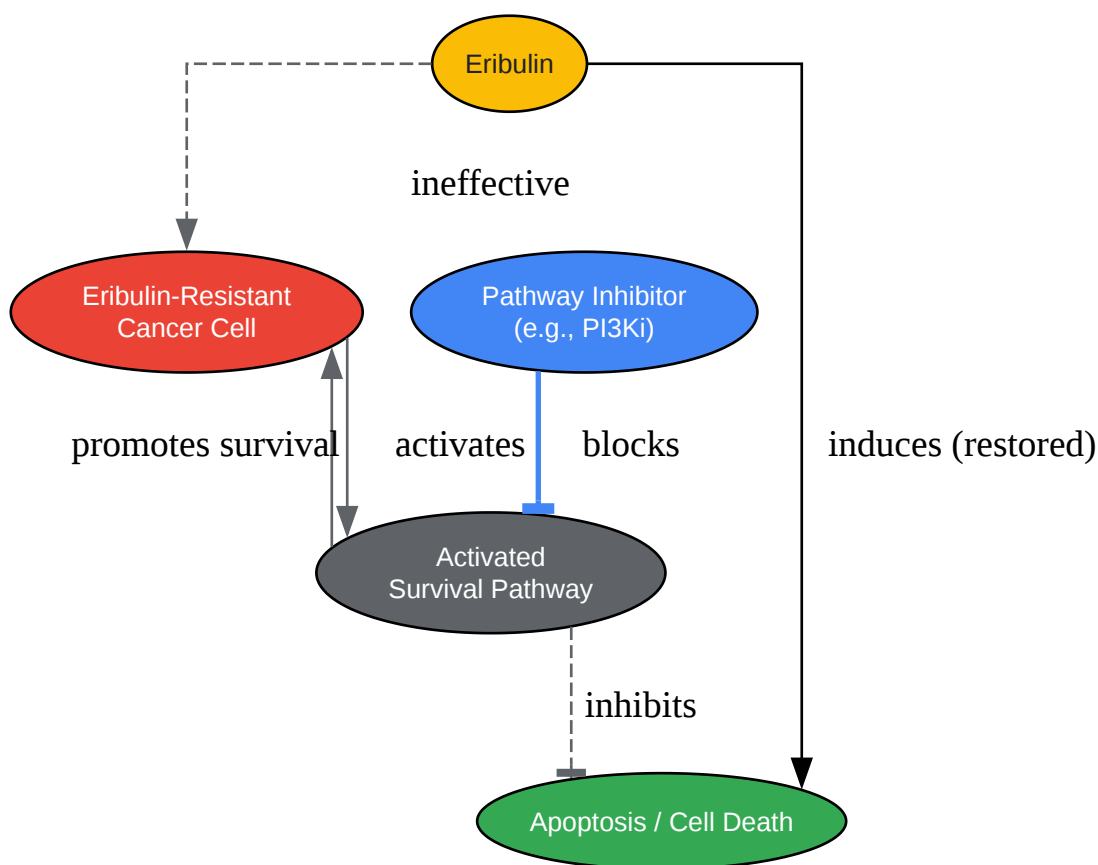 Eribulin
ineffective
Eribulin-Resistant
Cancer Cell
Pathway Inhibitor
(e.g., PI3Ki)
promotes survival
activates
blocks
induces (restored)
Activated
Survival Pathway
inhibits
Apoptosis / Cell Death